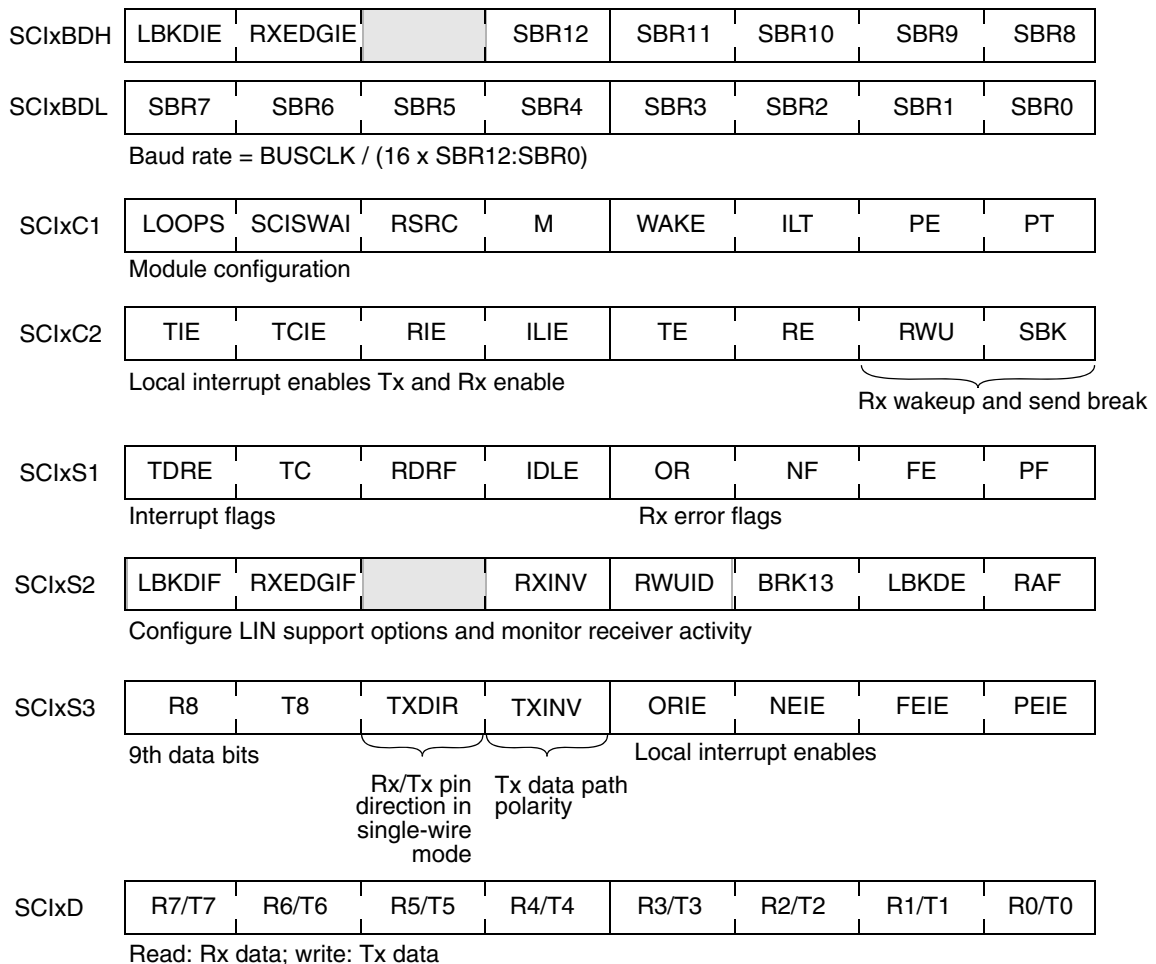 SCIxBDH LBKDIE RXEDGIE SBR12 SBR11 SBR10 SBR9 SBR8
SCIxBDL SBR7 SBR6 SBR5 SBR4 SBR3 SBR2 SBR1 SBR0
Baud rate = BUSCLK / (16 x SBR12:SBR0)
SCIxC1 LOOPS SCISWAI RSRC M WAKE ILT PE PT
Module configuration
SCIxC2 TIE TCIE RIE ILIE TE RE RWU SBK
Local interrupt enables Tx and Rx enable
Rx wakeup and send break
SCIxS1 TDRE TC RDRF IDLE OR NF FE PF
Interrupt flags Rx error flags
SCIxS2 LBKDIF RXEDGIF RXINV RWUID BRK13 LBKDE RAF
Configure LIN support options and monitor receiver activity
SCIxS3 R8 T8 TXDIR TXINV ORIE NEIE FEIE PEIE
9th data bits Local interrupt enables
Rx/Tx pin
direction in
single-wire
mode
Tx data path
polarity
SCIxD R7/T7 R6/T6 R5/T5 R4/T4 R3/T3 R2/T2 R1/T1 R0/T0
Read: Rx data; write: Tx data